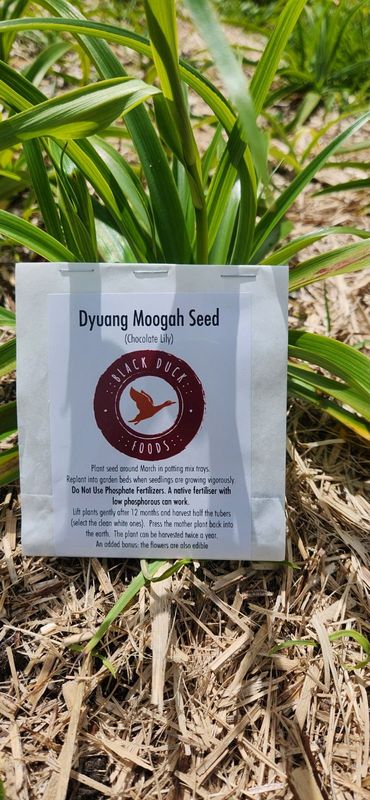 Dyuang Moogah Seed
(Chocolate Lily)
BLACK DUCK
FOODS
Plant seed around March in potting mix trays.
Replant into garden beds when seedlings are growing vigorously.
Do Not Use Phosphate Fertilizers. A native fertiliser with
low phosphorous can work.
Lift plants gently after 12 months and harvest half the tubers
(select the clean white ones). Press the mother plant back into
the earth. The plant can be harvested twice a year.
An added bonus: the flowers are also edible